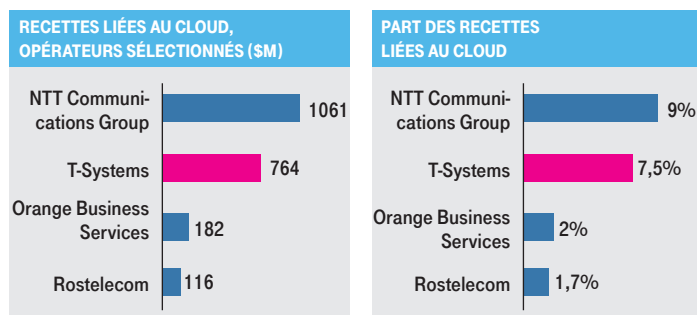 RECETTES LIÉES AU CLOUD,
OPÉRATEURS SÉLECTIONNÉS ($M)
NTT Communi-
cations Group
1061
T-Systems
764
Orange Business
Services
182
Rostelecom
116
PART DES RECETTES
LIÉES AU CLOUD
NTT Communi-
cations Group
9%
T-Systems
7,5%
Orange Business
Services
2%
Rostelecom
1,7%